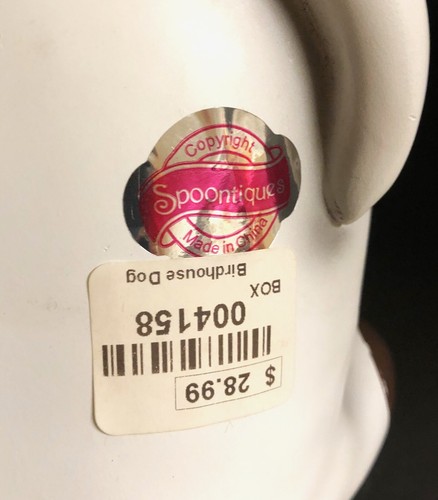 Copyright
Spoontiques
Made in China
$ 28.99
004158
BOX
Birdhouse Dog